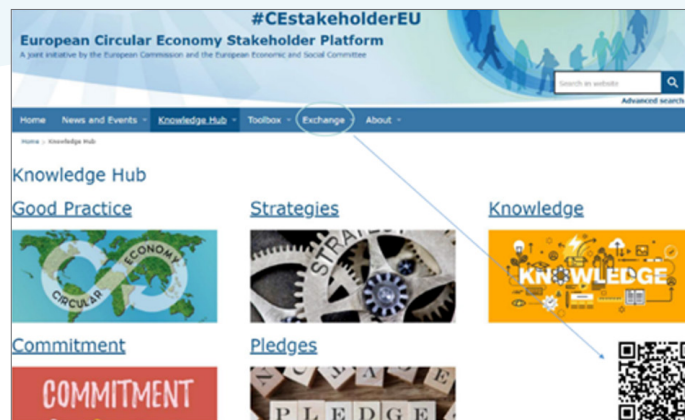 #CEstakeholderEU
European Circular Economy Stakeholder Platform
A joint initiative by the European Commission and the European Economic and Social Committee
Search in website
Advanced search
Home News and Events Knowledge Hub Toolbox Exchange About
Home > Knowledge Hub
Knowledge Hub
Good Practice Strategies Knowledge
CIRCULAR ECONOMY
STRATE
KNOWLEDGE
Commitment Pledges
COMMITMENT
PLEDGE